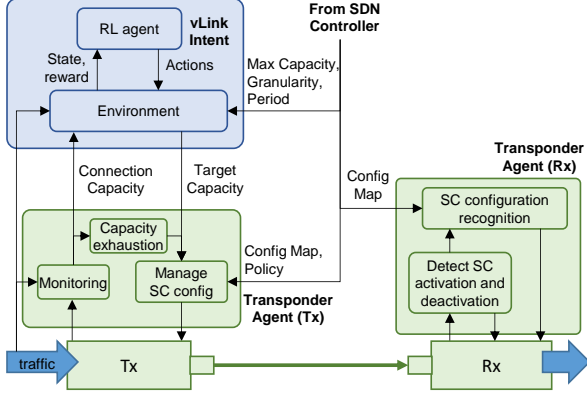 vLink
Intent
RL agent
State,
reward
Actions
Environment
From SDN
Controller
Max Capacity,
Granularity,
Period
Connection
Capacity
Target
Capacity
Config
Map
Transponder
Agent (Rx)
SC configuration
recognition
Detect SC
activation and
deactivation
Capacity
exhaustion
Monitoring
Manage
SC config
Config Map,
Policy
Transponder
Agent (Tx)
traffic
Tx
Rx